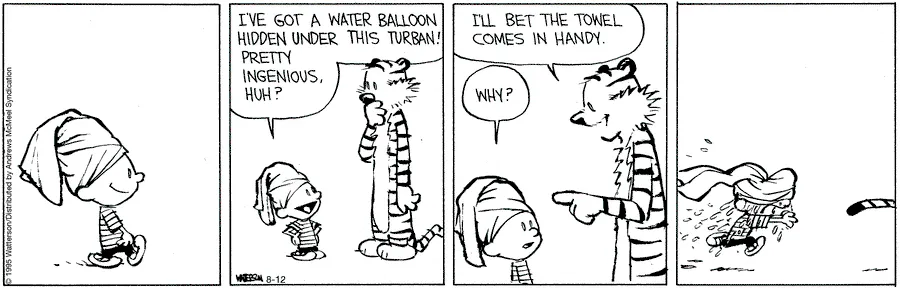 © 1995 Watterson/Distributed by Andrews McMeel Syndication
I'VE GOT A WATER BALLOON
HIDDEN UNDER THIS TURBAN!
PRETTY
INGENIOUS,
HUH?
WATTERSON 8-12
I'LL BET THE TOWEL
COMES IN HANDY.
WHY?